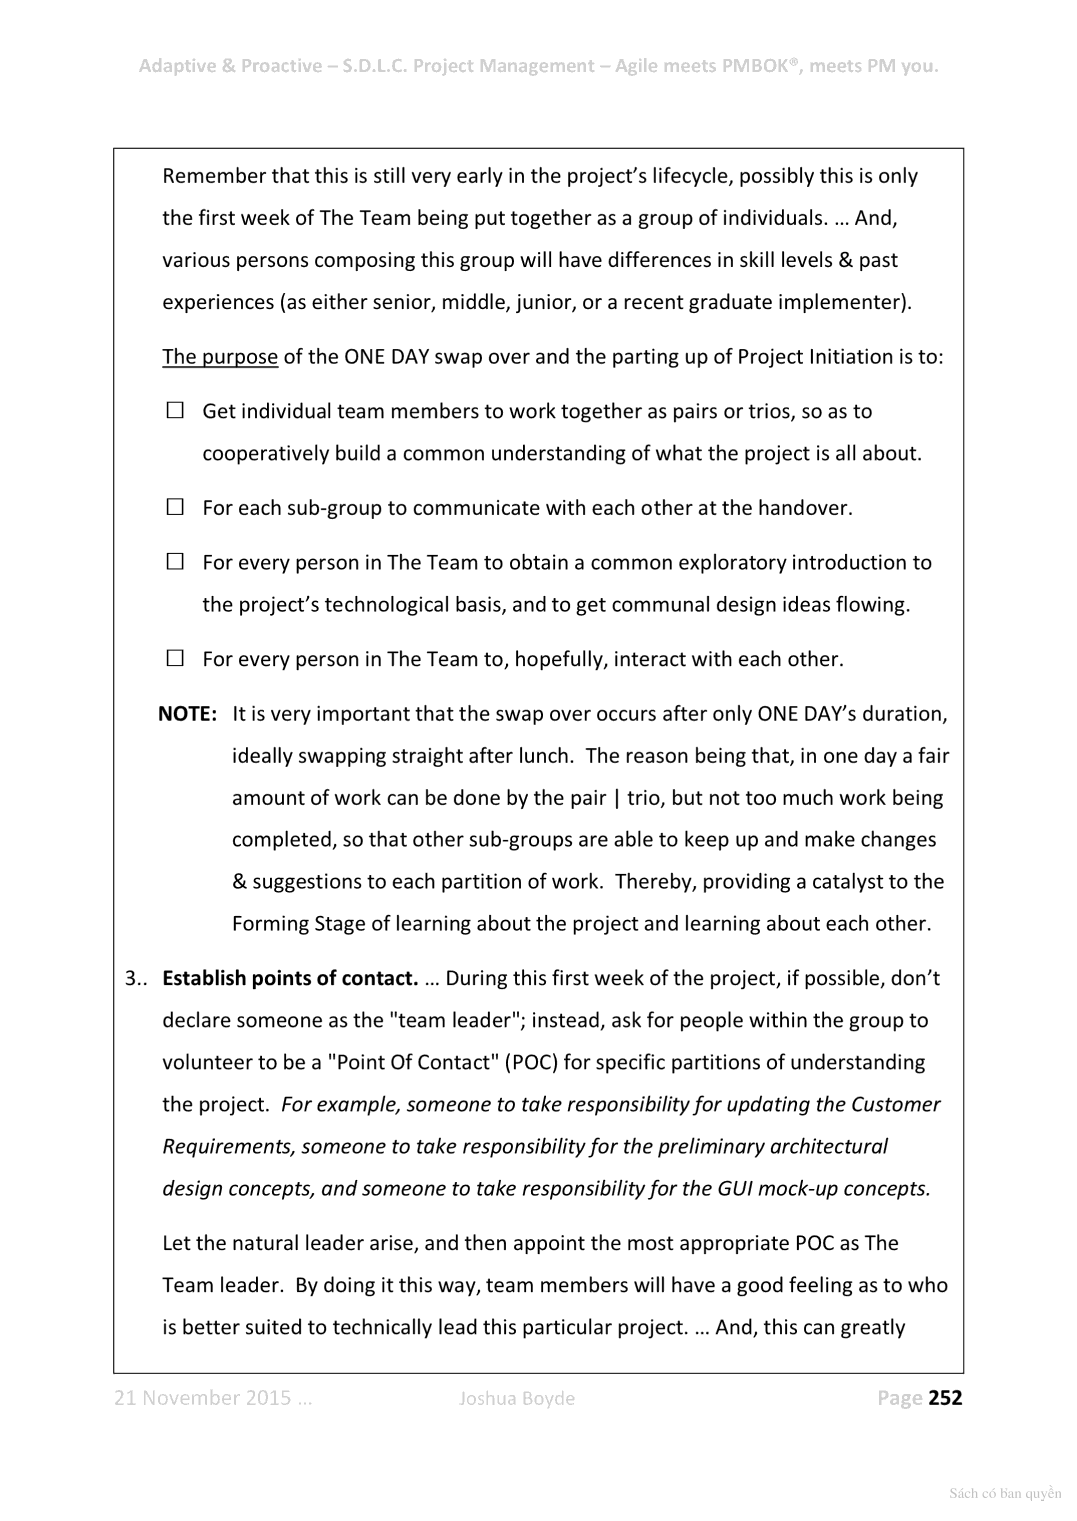 Adaptive & Proactive – S.D.L.C. Project Management – Agile meets PMBOK®, meets PM you.
Remember that this is still very early in the project’s lifecycle, possibly this is only
the first week of The Team being put together as a group of individuals. … And,
various persons composing this group will have differences in skill levels & past
experiences (as either senior, middle, junior, or a recent graduate implementer).
The purpose of the ONE DAY swap over and the parting up of Project Initiation is to:
☐ Get individual team members to work together as pairs or trios, so as to
cooperatively build a common understanding of what the project is all about.
☐ For each sub-group to communicate with each other at the handover.
☐ For every person in The Team to obtain a common exploratory introduction to
the project’s technological basis, and to get communal design ideas flowing.
☐ For every person in The Team to, hopefully, interact with each other.
NOTE: It is very important that the swap over occurs after only ONE DAY’s duration,
ideally swapping straight after lunch. The reason being that, in one day a fair
amount of work can be done by the pair | trio, but not too much work being
completed, so that other sub-groups are able to keep up and make changes
& suggestions to each partition of work. Thereby, providing a catalyst to the
Forming Stage of learning about the project and learning about each other.
3.. Establish points of contact. … During this first week of the project, if possible, don’t
declare someone as the "team leader"; instead, ask for people within the group to
volunteer to be a "Point Of Contact" (POC) for specific partitions of understanding
the project. For example, someone to take responsibility for updating the Customer
Requirements, someone to take responsibility for the preliminary architectural
design concepts, and someone to take responsibility for the GUI mock-up concepts.
Let the natural leader arise, and then appoint the most appropriate POC as The
Team leader. By doing it this way, team members will have a good feeling as to who
is better suited to technically lead this particular project. … And, this can greatly
21 November 2015 … Joshua Boyde Page 252
Sách có bản quyền